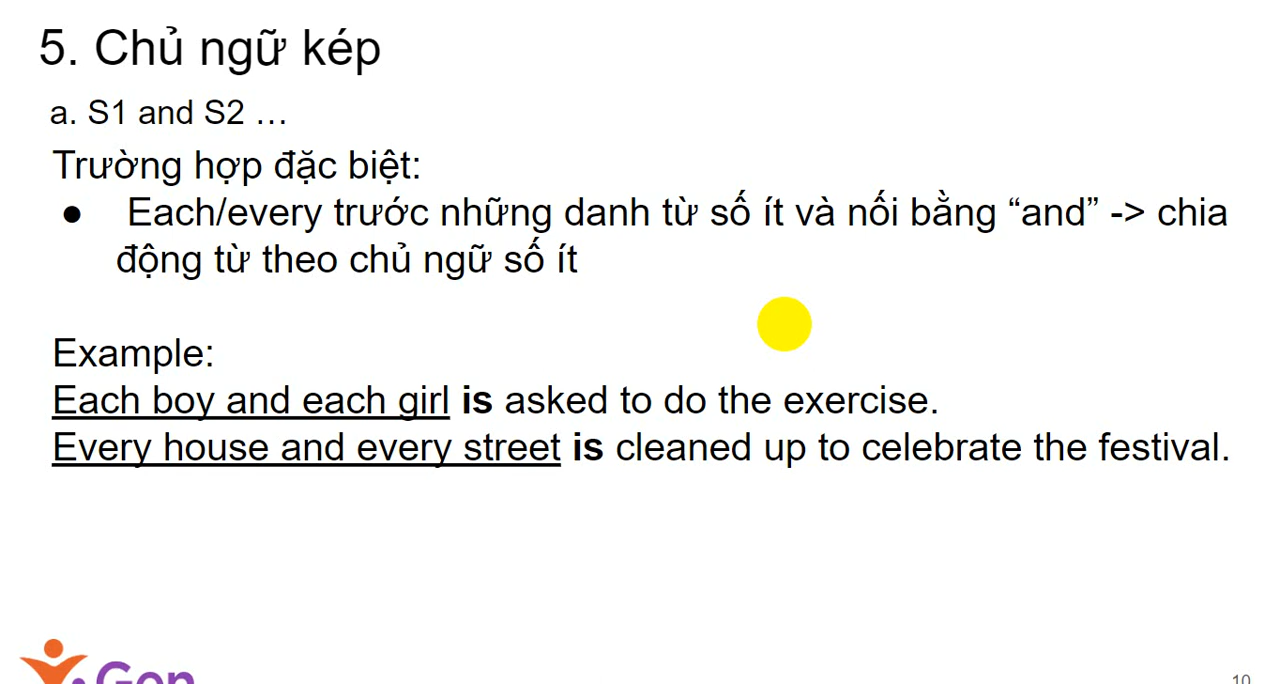 5. Chủ ngữ kép
a. S1 and S2 …
Trường hợp đặc biệt:
● Each/every trước những danh từ số ít và nối bằng “and” -> chia
động từ theo chủ ngữ số ít
Example:
Each boy and each girl is asked to do the exercise.
Every house and every street is cleaned up to celebrate the festival.
Gen
10